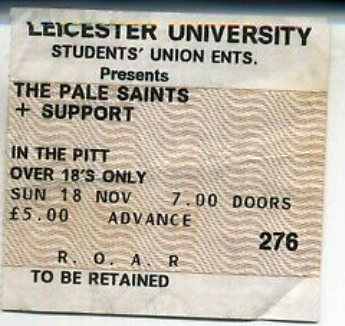 LEICESTER UNIVERSITY
STUDENTS' UNION ENTS.
Presents
THE PALE SAINTS
+ SUPPORT
IN THE PITT
OVER 18'S ONLY
SUN 18 NOV 7.00 DOORS
£5.00 ADVANCE
276
R. O. A. R
TO BE RETAINED